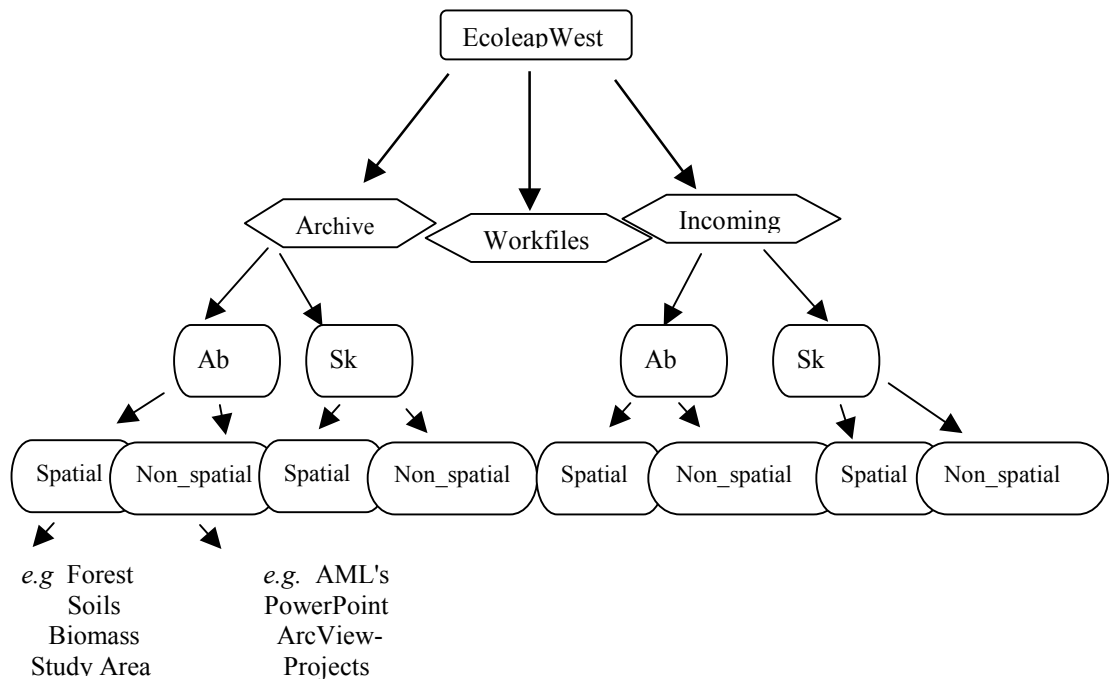 EcoleapWest
Archive
Workfiles
Incoming
Ab
Sk
Ab
Sk
Spatial
Non_spatial
Spatial
Non_spatial
Spatial
Non_spatial
Spatial
Non_spatial
e.g Forest
Soils
Biomass
Study Area
e.g. AML's
PowerPoint
ArcView-
Projects